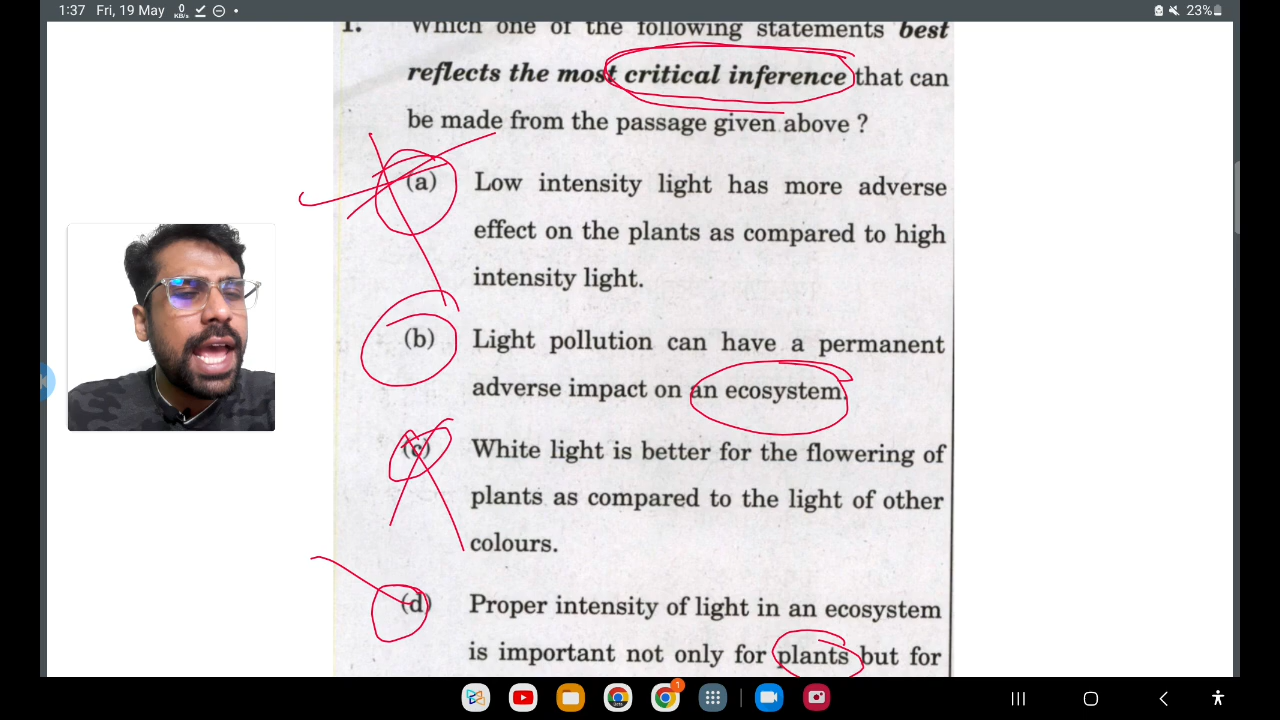 1:37 Fri, 19 May 0 KB/s
23%
1. Which one of the following statements best
reflects the most critical inference that can
be made from the passage given above ?
(a) Low intensity light has more adverse
effect on the plants as compared to high
intensity light.
(b) Light pollution can have a permanent
adverse impact on an ecosystem.
(c) White light is better for the flowering of
plants as compared to the light of other
colours.
(d) Proper intensity of light in an ecosystem
is important not only for plants but for
1